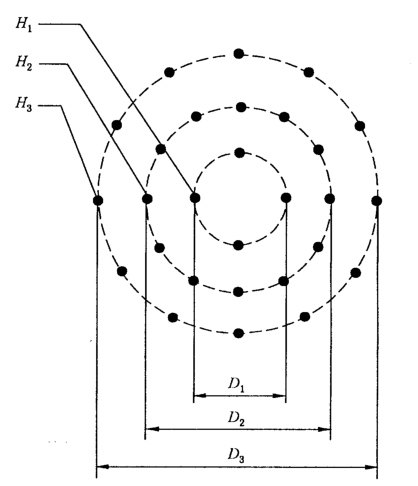 H₁
H₂
H₃
D₁
D₂
D₃